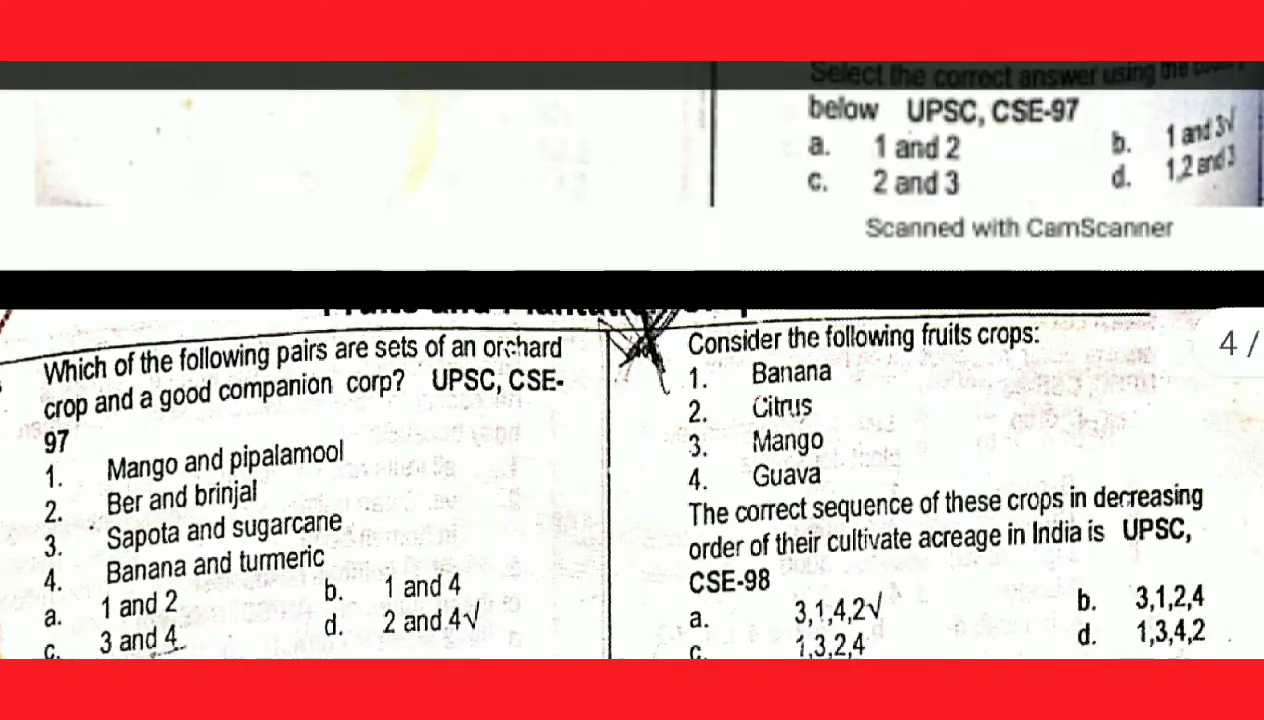 Select the correct answer using the
below UPSC, CSE-97
a. 1 and 2 b. 1 and 3√
c. 2 and 3 d. 1,2 and 3
Scanned with CamScanner
Which of the following pairs are sets of an orchard
crop and a good companion corp? UPSC, CSE-
97
1. Mango and pipalamool
2. Ber and brinjal
3. Sapota and sugarcane
4. Banana and turmeric
a. 1 and 2 b. 1 and 4
c. 3 and 4 d. 2 and 4√
Consider the following fruits crops:
1. Banana
2. Citrus
3. Mango
4. Guava
The correct sequence of these crops in decreasing
order of their cultivate acreage in India is UPSC,
CSE-98
a. 3,1,4,2√ b. 3,1,2,4
c. 1,3,2,4 d. 1,3,4,2
4 /